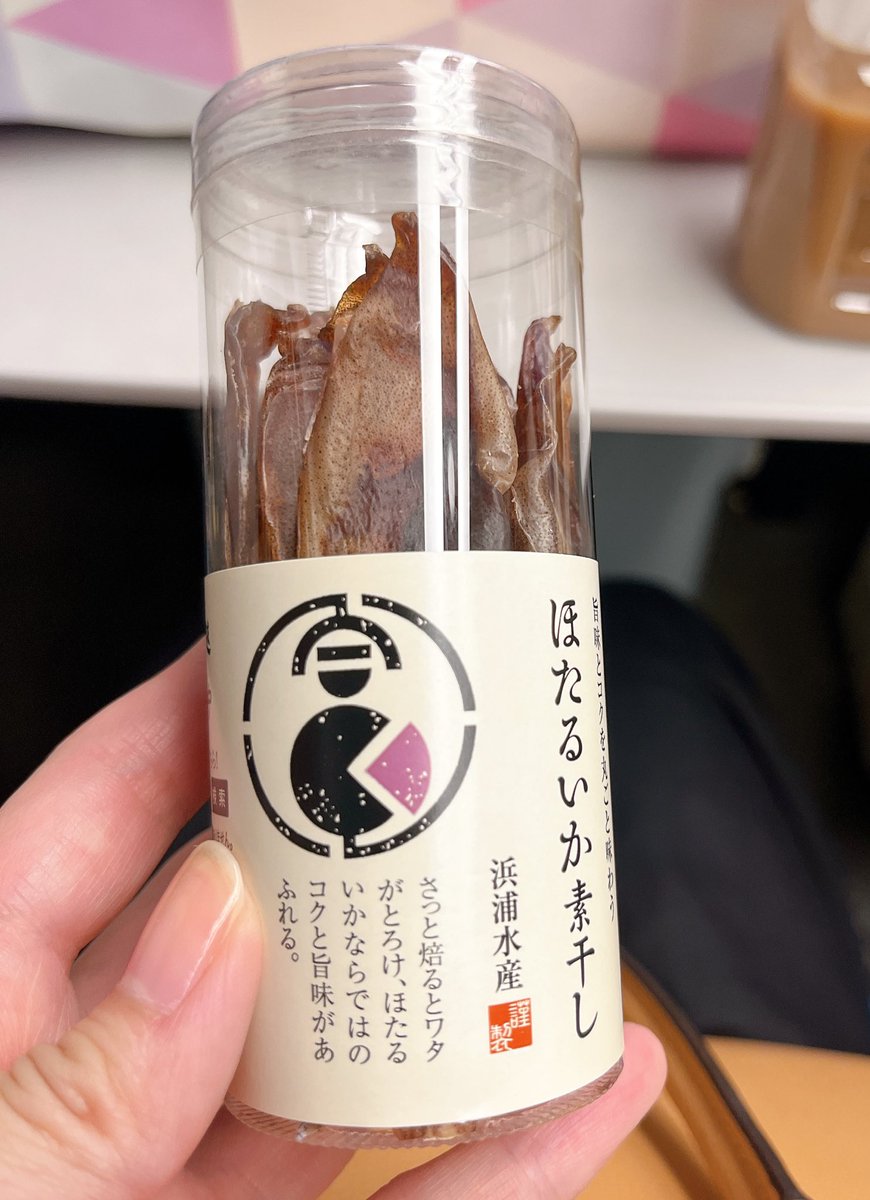 旨味とコクを丸ごと味わう
ほたるいか素干し
浜浦水産
謹製
さっと焙るとワタ
がとろけ、ほたる
いかならではの
コクと旨味があ
ふれる。
検索